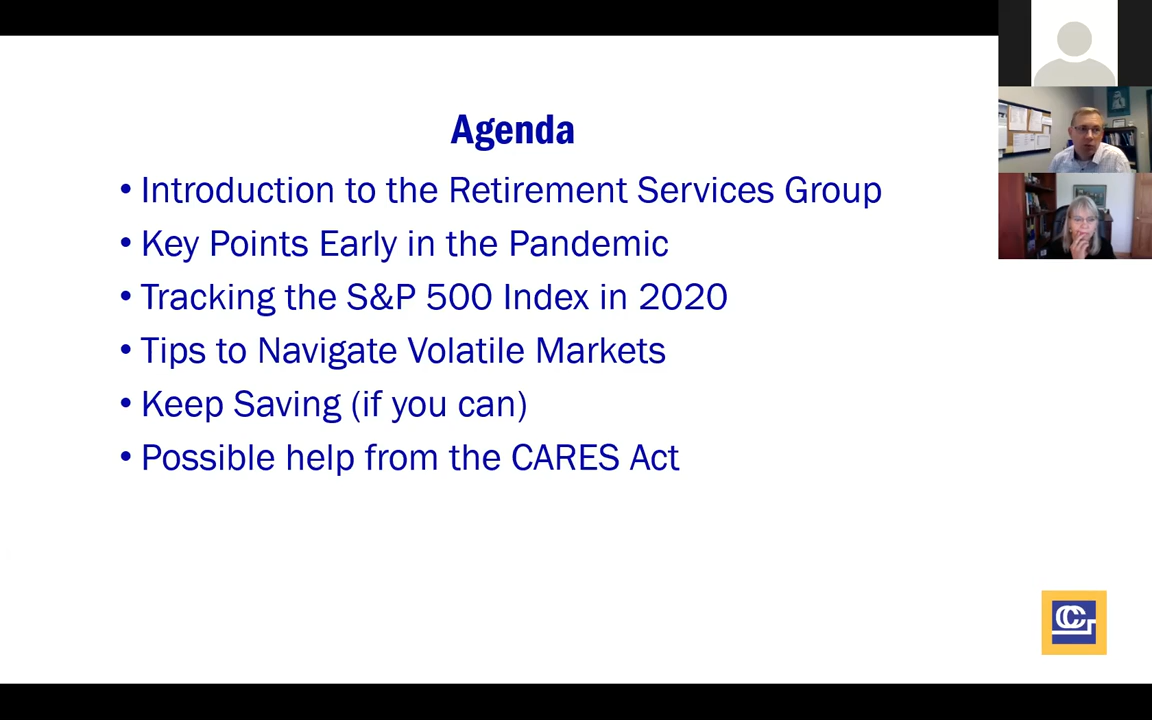 Agenda
• Introduction to the Retirement Services Group
• Key Points Early in the Pandemic
• Tracking the S&P 500 Index in 2020
• Tips to Navigate Volatile Markets
• Keep Saving (if you can)
• Possible help from the CARES Act